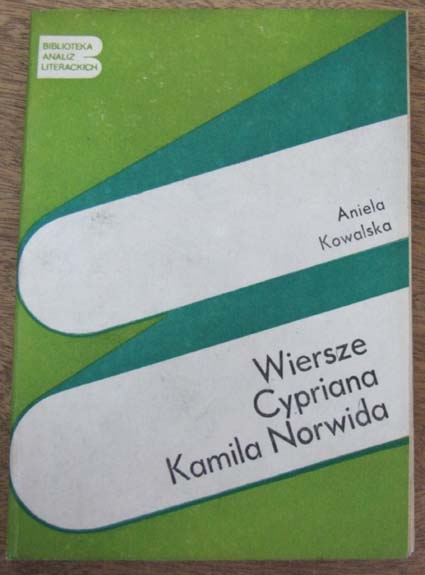 BIBLIOTEKA
ANALIZ
LITERACKICH
Aniela
Kowalska
Wiersze
Cypriana
Kamila Norwida